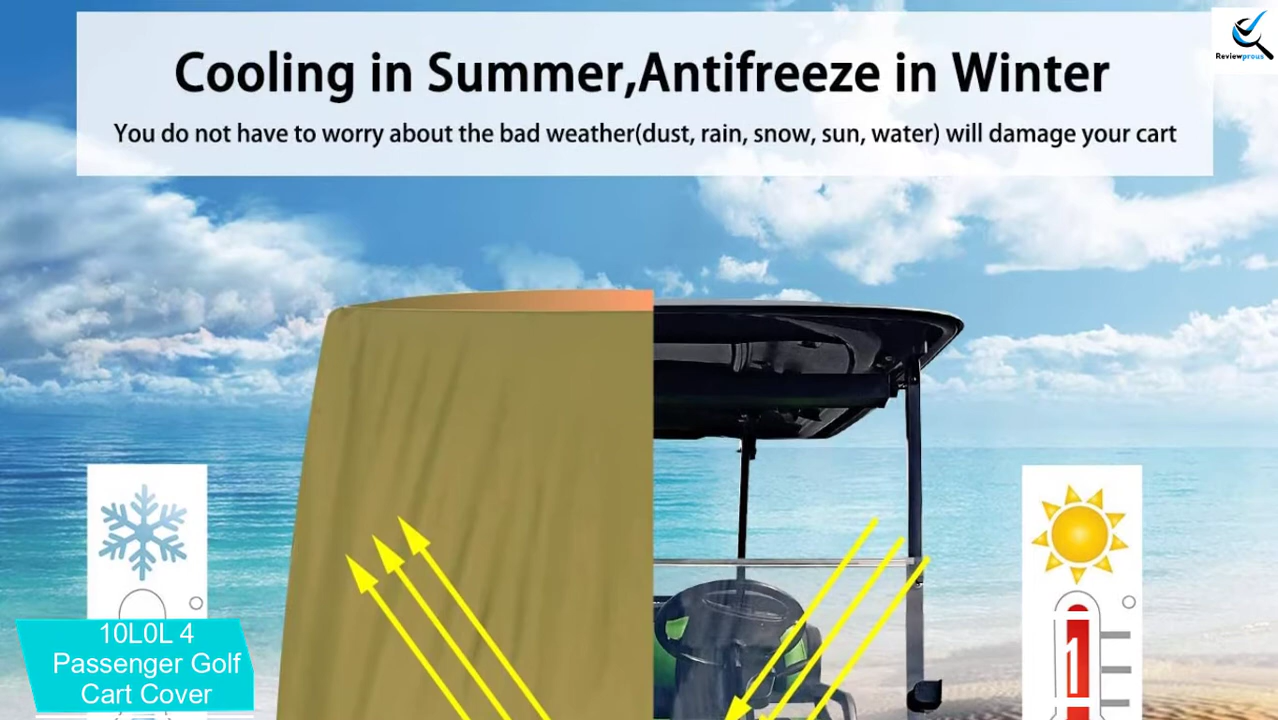 Reviewprous
Cooling in Summer,Antifreeze in Winter
You do not have to worry about the bad weather(dust, rain, snow, sun, water) will damage your cart
10L0L 4
Passenger Golf
Cart Cover
1